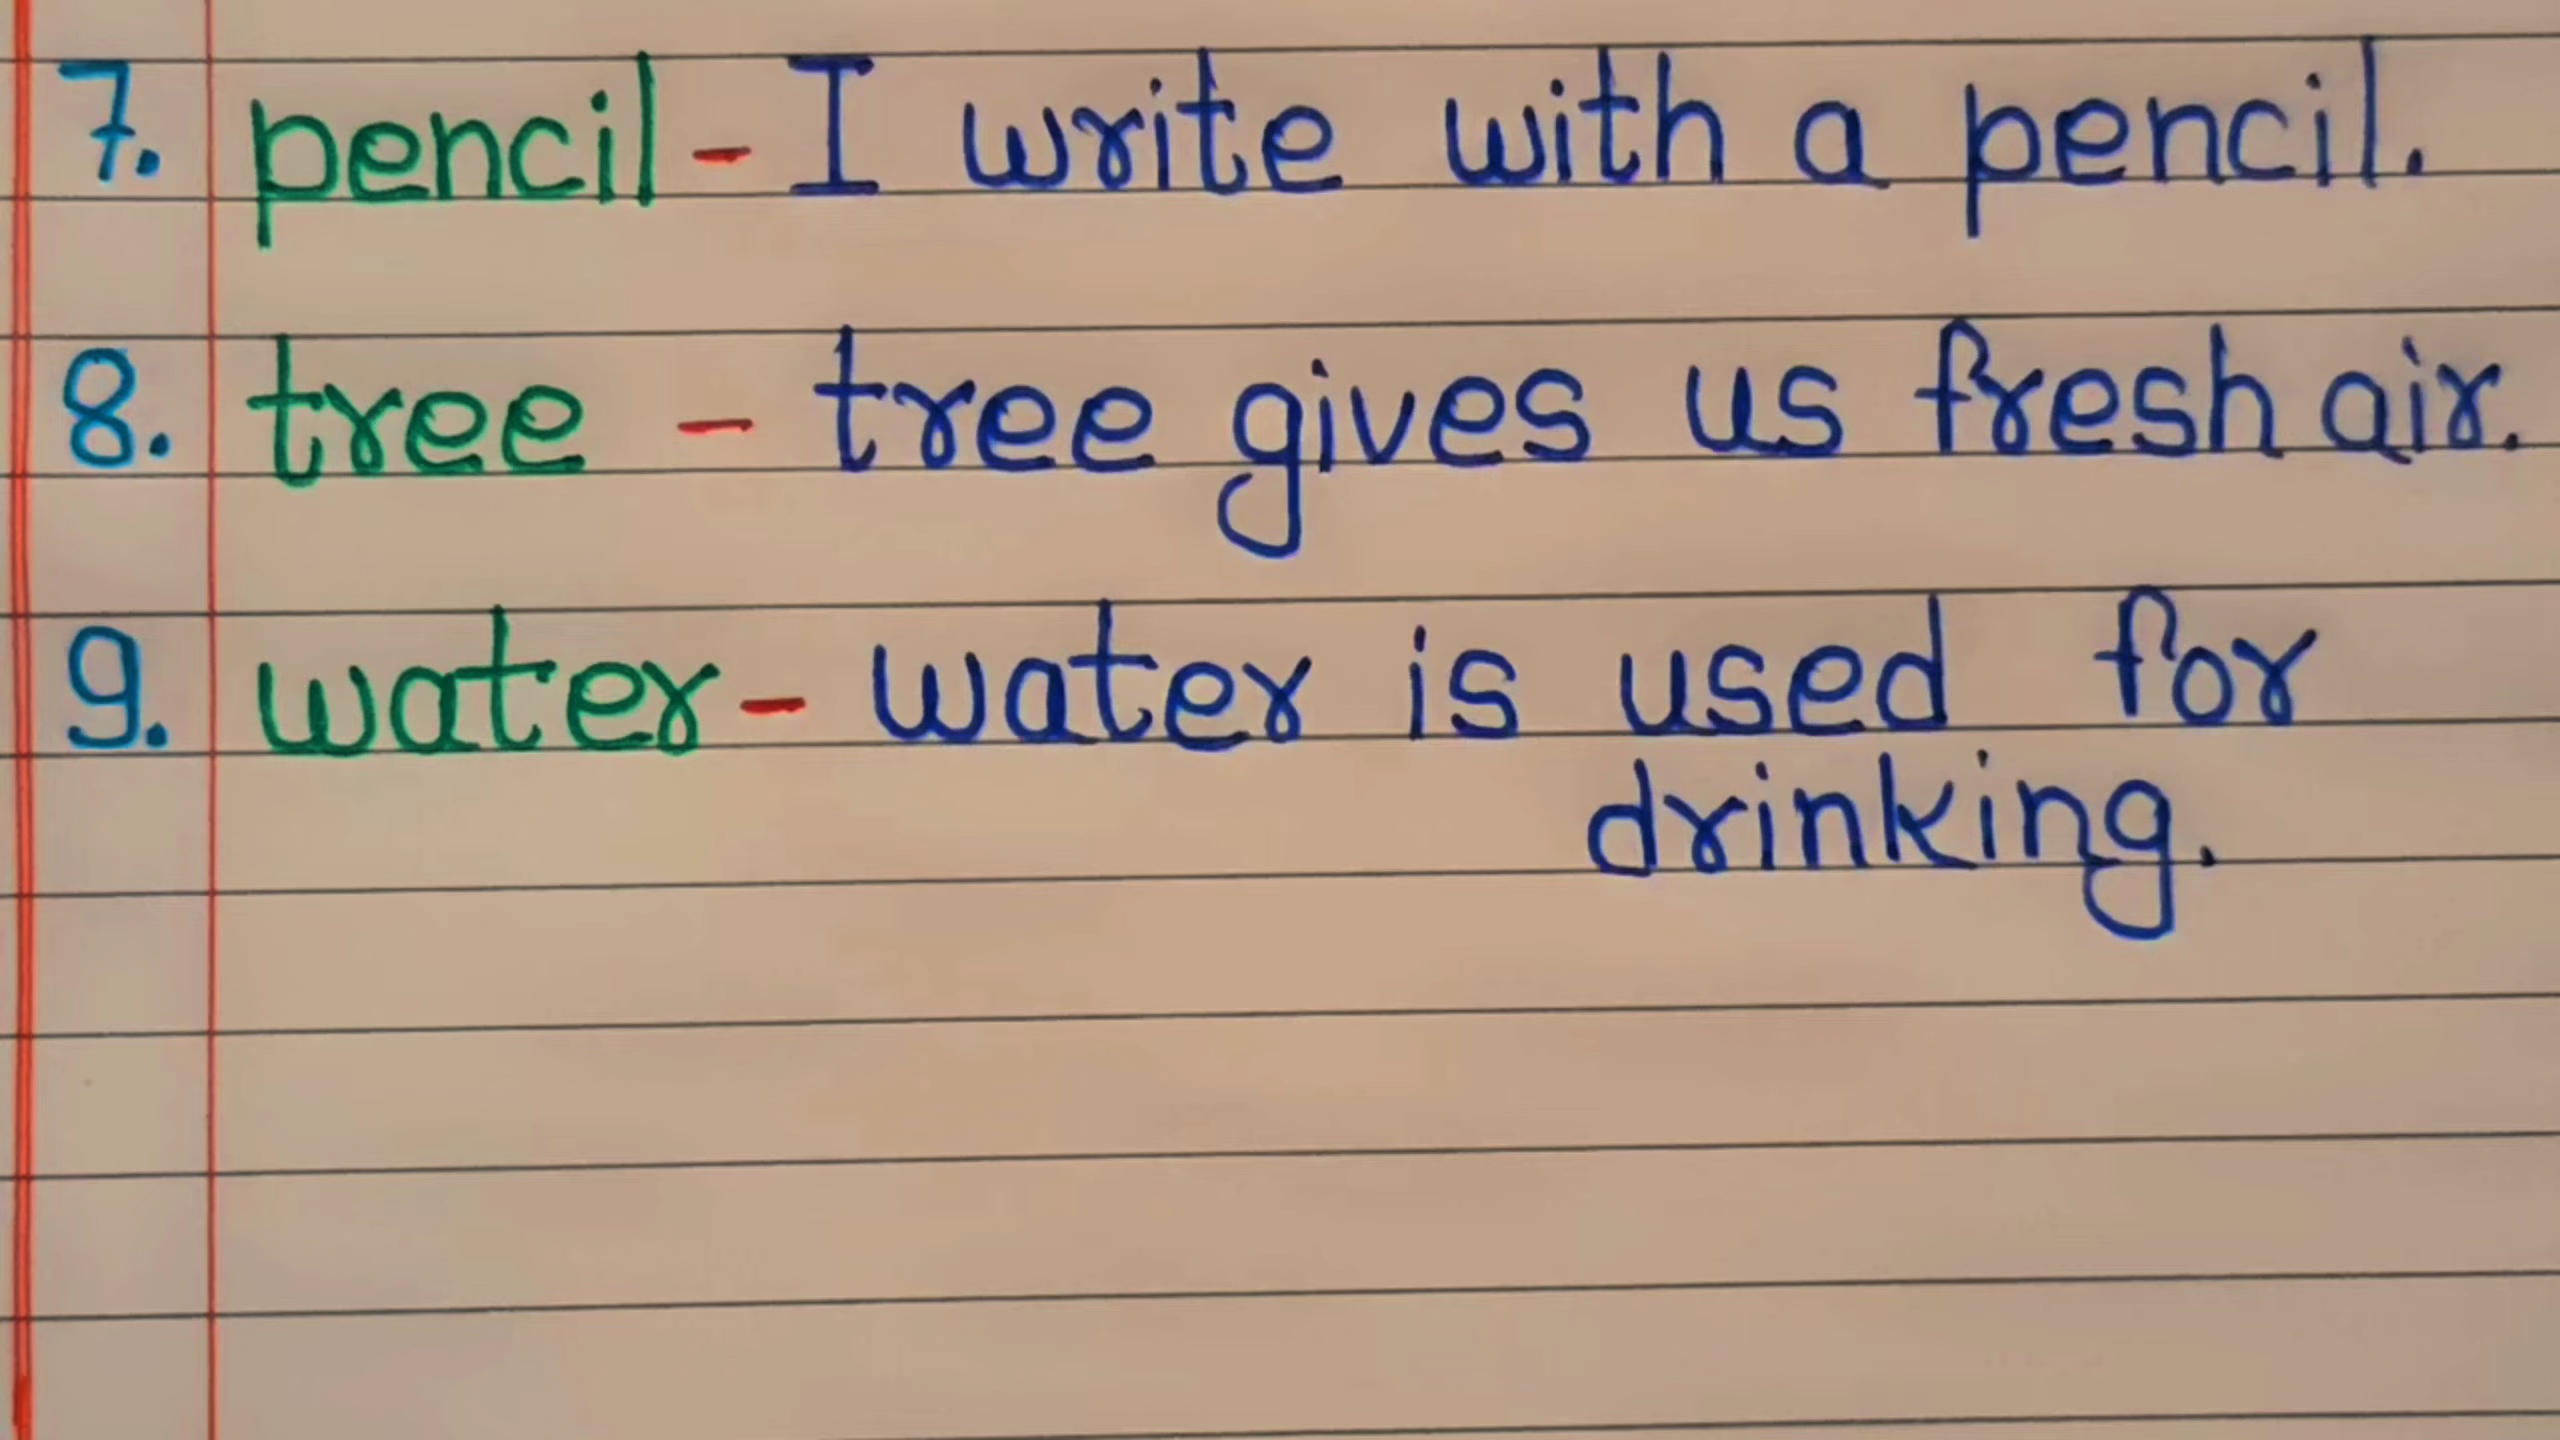 7. pencil - I write with a pencil.
8. tree - tree gives us fresh air.
9. water - water is used for
drinking.